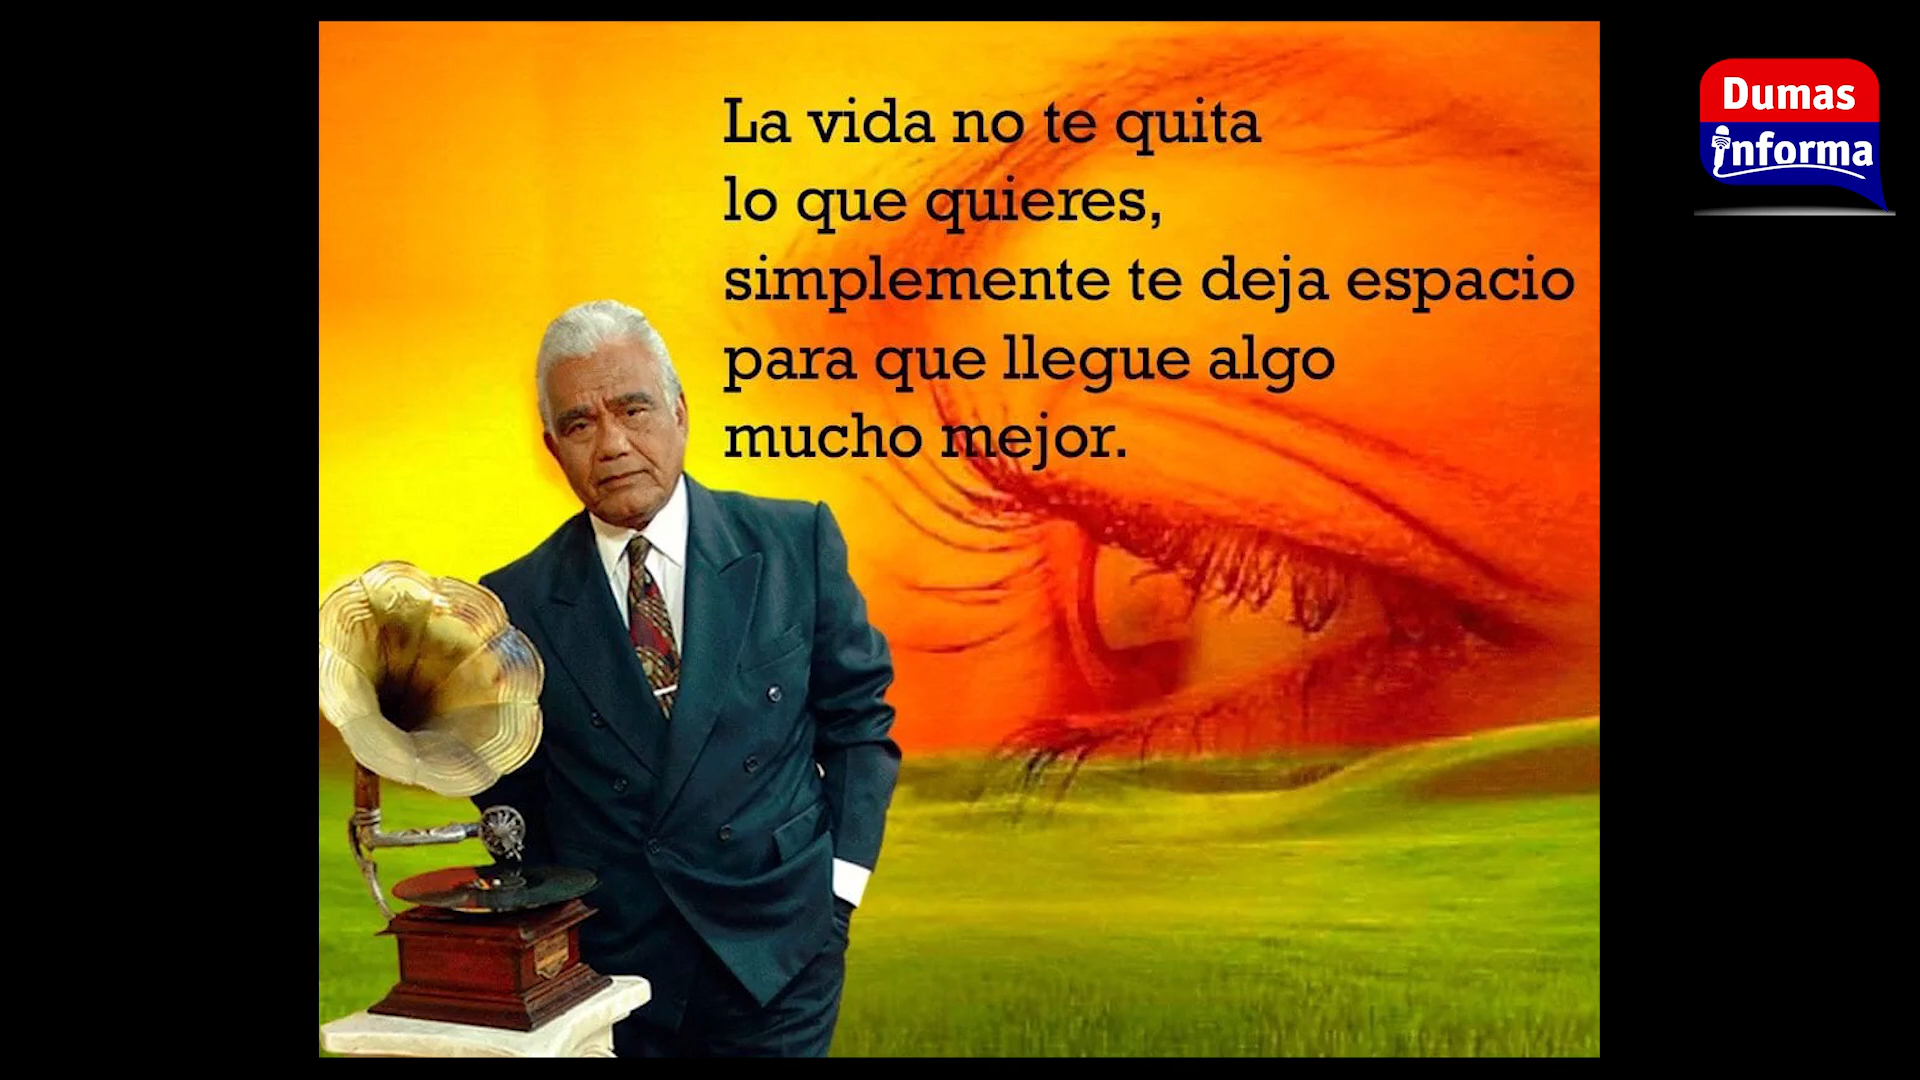 La vida no te quita
lo que quieres,
simplemente te deja espacio
para que llegue algo
mucho mejor.
Dumas
informa